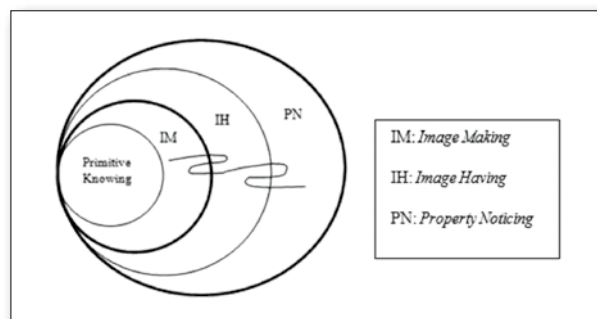 Primitive
Knowing
IM
IH
PN
IM: Image Making
IH: Image Having
PN: Property Noticing